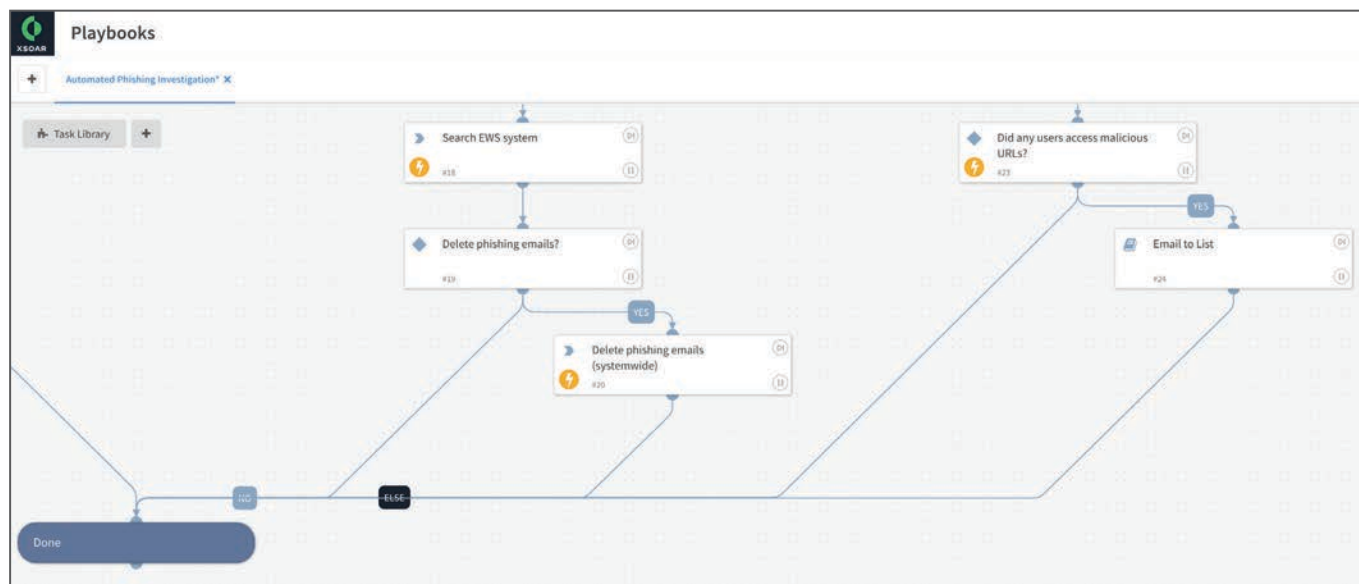 XSOAR
Playbooks
+
Automated Phishing Investigation* ×
Task Library
+
Search EWS system
#18
Did any users access malicious
URLs?
#23
YES
Delete phishing emails?
#19
Email to List
#24
YES
Delete phishing emails
(systemwide)
#20
NO
ELSE
Done